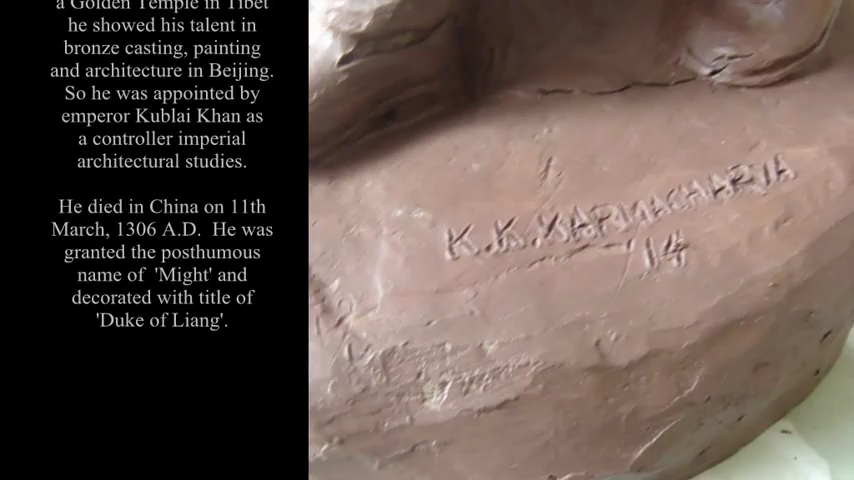 a Golden Temple in Tibet
he showed his talent in
bronze casting, painting
and architecture in Beijing.
So he was appointed by
emperor Kublai Khan as
a controller imperial
architectural studies.
He died in China on 11th
March, 1306 A.D. He was
granted the posthumous
name of 'Might' and
decorated with title of
'Duke of Liang'.
K.K.KARMACHARYA
/14